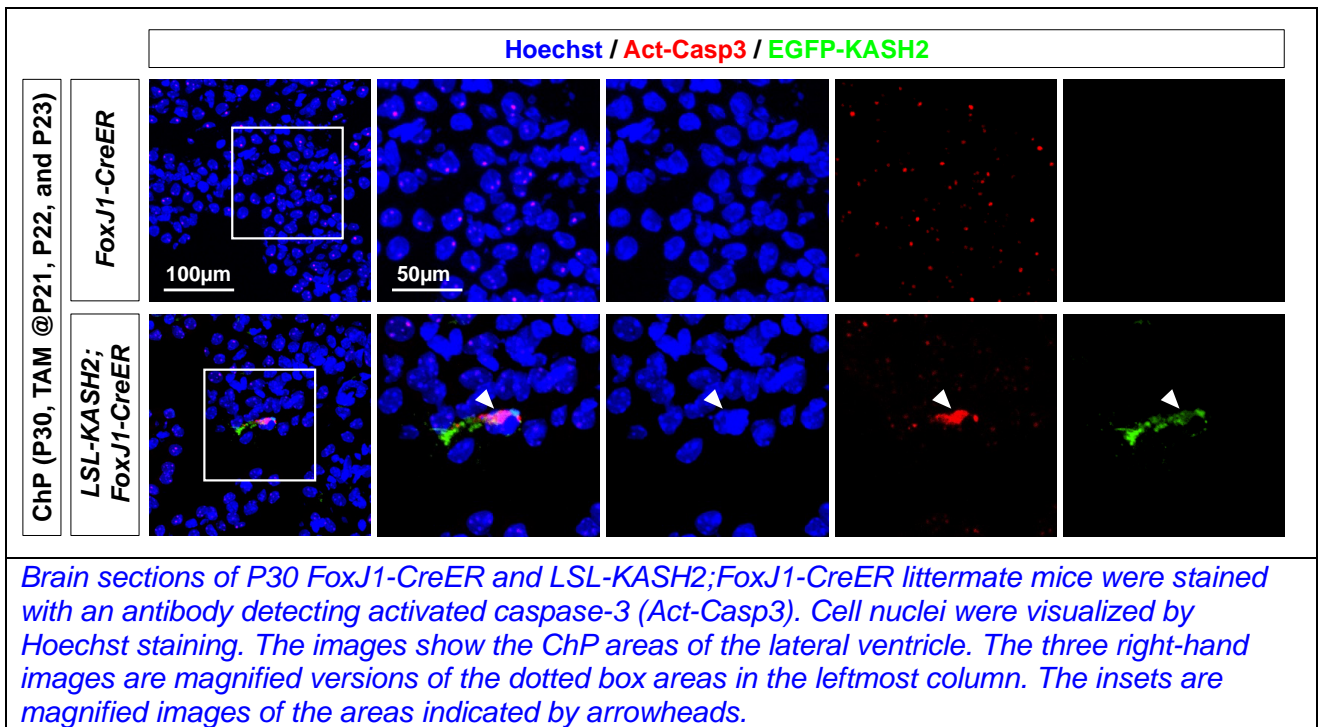 Hoechst / Act-Casp3 / EGFP-KASH2
ChP (P30, TAM @P21, P22, and P23)
FoxJ1-CreER
100µm
50µm
LSL-KASH2;
FoxJ1-CreER
Brain sections of P30 FoxJ1-CreER and LSL-KASH2;FoxJ1-CreER littermate mice were stained
with an antibody detecting activated caspase-3 (Act-Casp3). Cell nuclei were visualized by
Hoechst staining. The images show the ChP areas of the lateral ventricle. The three right-hand
images are magnified versions of the dotted box areas in the leftmost column. The insets are
magnified images of the areas indicated by arrowheads.